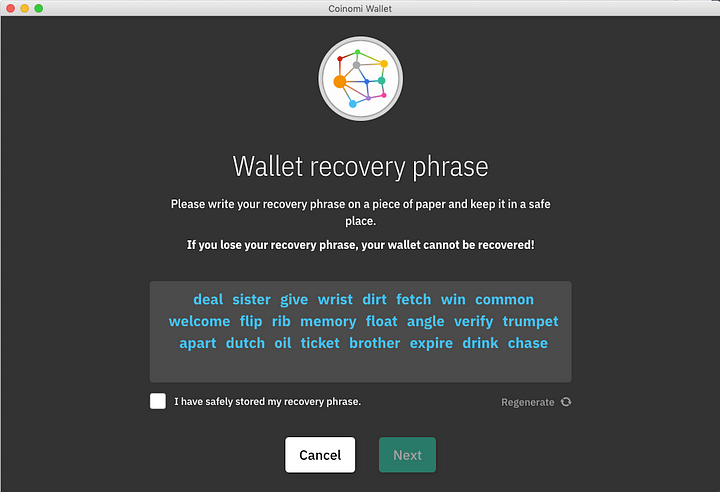 Coinomi Wallet
Wallet recovery phrase
Please write your recovery phrase on a piece of paper and keep it in a safe
place.
If you lose your recovery phrase, your wallet cannot be recovered!
deal sister give wrist dirt fetch win common
welcome flip rib memory float angle verify trumpet
apart dutch oil ticket brother expire drink chase
I have safely stored my recovery phrase.
Regenerate
Cancel Next